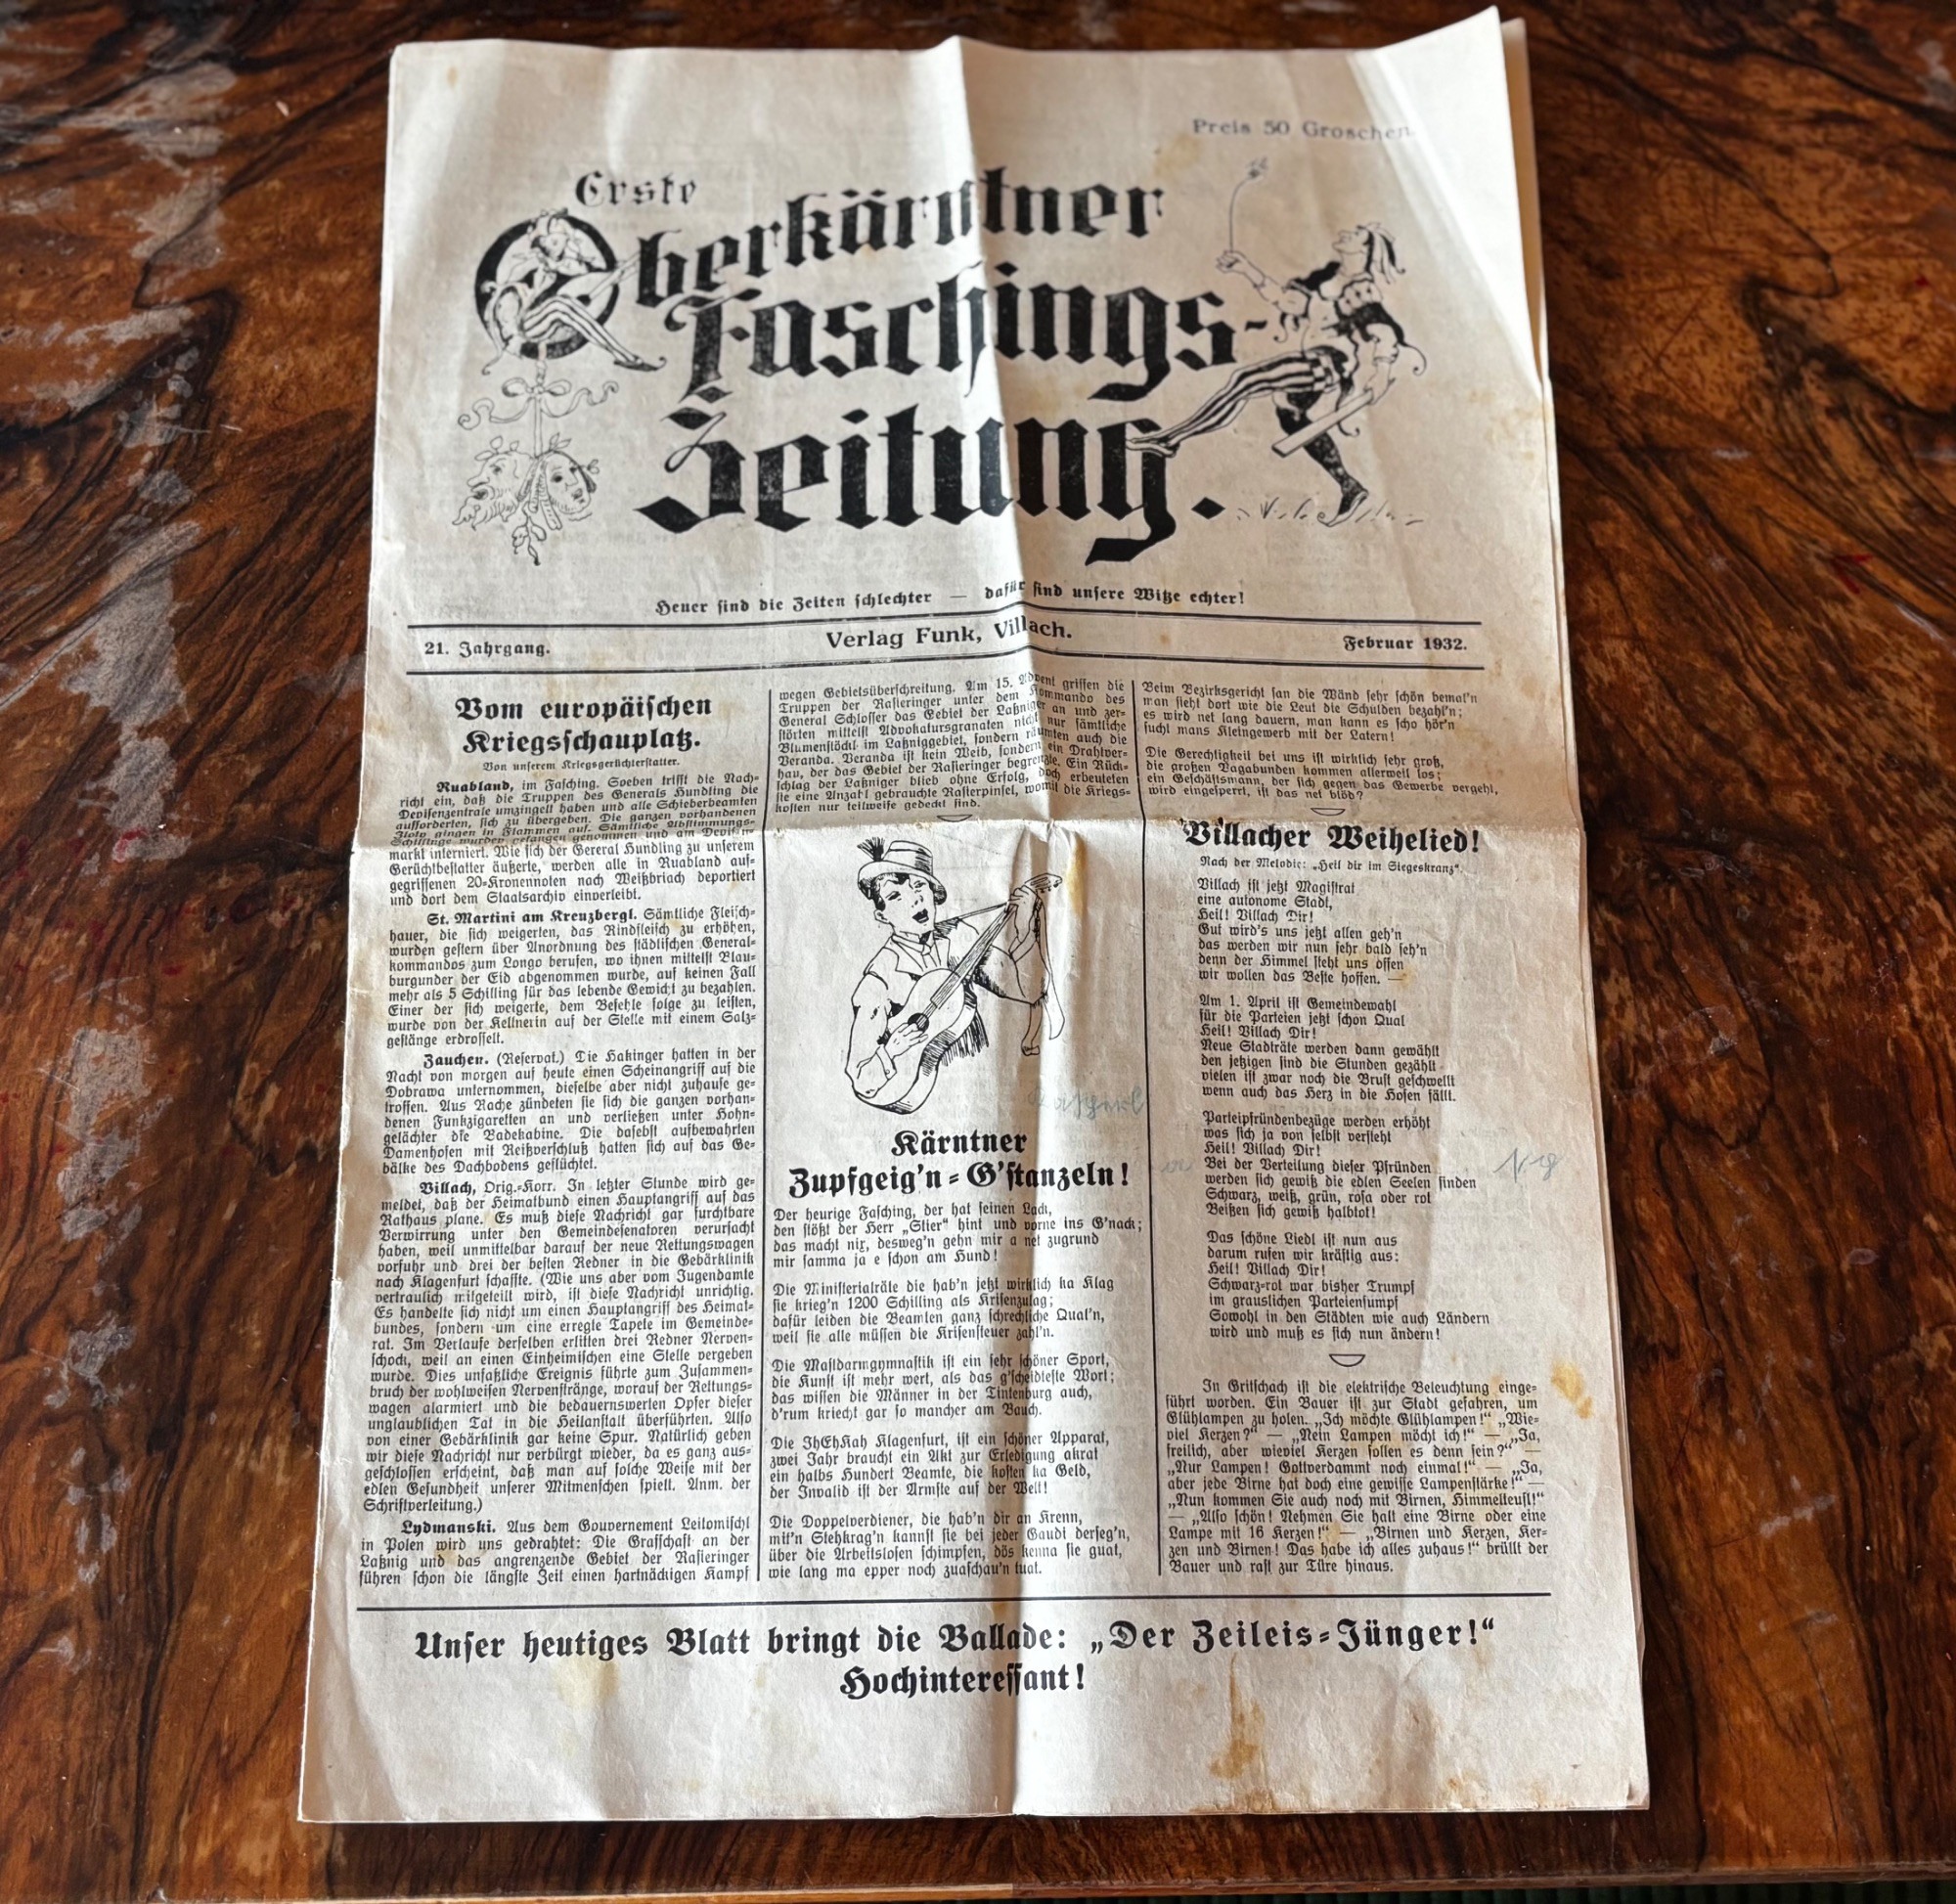 Preis 50 Groschen
Erste
Oberkärntner
Faschings-
Zeitung.
Heuer sind die Zeiten schlechter — dafür sind unsere Witze echter!
21. Jahrgang.
Verlag Funk, Villach.
Februar 1932.
Vom europäischen
Kriegsschauplatz.
Von unserem Kriegsgerüchterstatter.
Ruabland, im Fasching. Soeben trifft die Nach-
richt ein, daß die Truppen des Generals Hundling die
Devisenzentrale umzingelt haben und alle Schieberbeamten
aufforderten, sich zu übergeben. Die ganzen vorhandenen
Zloty gingen in Flammen auf. Sämtliche Abstimmungs-
Schillinge wurden gefangen genommen und am Devisen-
markt interniert. Wie sich der Gereral Hundling zu unserem
Gerüchtbestatter äußerte, werden alle in Ruabland auf-
gegriffenen 20-Kronennoten nach Weißbriach deportiert
und dort dem Staatsarchiv einverleibt.
St. Martini am Kreuzbergl. Sämtliche Fleisch-
hauer, die sich weigerten, das Rindfleisch zu erhöhen,
wurden gestern über Anordnung des städtischen General-
kommandos zum Longo berufen, wo ihnen mittelst Blau-
burgunder der Eid abgenommen wurde, auf keinen Fall
mehr als 5 Schilling für das lebende Gewicht zu bezahlen.
Einer der sich weigerte, dem Befehle folge zu leisten,
wurde von der Kellnerin auf der Stelle mit einem Salz-
gestänge erdrosselt.
Zauchen. (Reservat.) Die Hakinger hatten in der
Nacht von morgen auf heute einen Scheinangriff auf die
Dobrawa unternommen, dieselbe aber nicht zuhause ge-
troffen. Aus Rache zündeten sie sich die ganzen vorhan-
denen Funkzigaretten an und verließen unter Hohn-
gelächter die Badekabine. Die daselbst aufbewahrten
Damenhosen mit Reißverschluß hatten sich auf das Ge-
bälke des Dachbodens geflüchtet.
Villach, Orig.-Korr. In letzter Stunde wird ge-
meldet, daß der Heimatbund einen Hauptangriff auf das
Rathaus plane. Es muß diese Nachricht gar furchtbare
Verwirrung unter den Gemeindesenatoren verursacht
haben, weil unmittelbar darauf der neue Rettungswagen
vorfuhr und drei der besten Redner in die Gebärklinik
nach Klagenfurt schaffte. (Wie uns aber vom Jugendamte
vertraulich mitgeteilt wird, ist diese Nachricht unrichtig.
Es handelte sich nicht um einen Hauptangriff des Heimat-
bundes, sondern um eine erregte Tapete im Gemeinde-
rat. Im Verlaufe derselben erlitten drei Redner Nerven-
schock, weil an einen Einheimischen eine Stelle vergeben
wurde. Dies unfaßliche Ereignis führte zum Zusammen-
bruch der wohlweisen Nervenstränge, worauf der Rettungs-
wagen alarmiert und die bedauernswerten Opfer dieser
unglaublichen Tat in die Heilanstalt überführten. Also
von einer Gebärklinik gar keine Spur. Natürlich geben
wir diese Nachricht nur verbürgt wieder, da es ganz aus-
geschlossen erscheint, daß man auf solche Weise mit der
edlen Gesundheit unserer Mitmenschen spielt. Anm. der
Schriftverleitung.)
Lydmanski. Aus dem Gouvernement Leitomischl
in Polen wird uns gedrahtet: Die Grafschaft an der
Laßnig und das angrenzende Gebiet der Rasieringer
führen schon die längste Zeit einen hartnäckigen Kampf
wegen Gebietsüberschreitung. Am 15. Advent griffen die
Truppen der Rasieringer unter dem Kommando des
General Schlosser das Gebiet der Laßniger an und zer-
störten mittelst Advokatursgranaten nicht nur sämtliche
Blumenstöckl im Laßniggebiet, sondern räumten auch die
Veranda. Veranda ist kein Weib, sondern ein Drahtver-
hau, der das Gebiet der Rasieringer begrenzte. Ein Rück-
schlag der Laßniger blieb ohne Erfolg, doch erbeuteten
sie eine Anzahl gebrauchte Rasierpinsel, womit die Kriegs-
kosten nur teilweise gedeckt sind.
Kärntner
Zupfgeig'n-G'stanzeln!
Der heurige Fasching, der hat seinen Lack,
den stößt der Herr „Stier“ hint und vorne ins G'nack;
das macht nix, desweg'n gehn mir a net zugrund
mir samma ja e schon am Hund!
Die Ministerialräte die hab'n jetzt wirklich ka Klag
sie krieg'n 1200 Schilling als Krisenzulag;
dafür leiden die Beamten ganz schreckliche Qual'n,
weil sie alle müssen die Krisensteuer zahl'n.
Die Mastdarmgymnastik ist ein sehr schöner Sport,
die Kunst ist mehr wert, als das g'scheidteste Wort;
das wissen die Männer in der Tintenburg auch,
d'rum kriecht gar so mancher am Bauch.
Die IhEhKah Klagenfurt, ist ein schöner Apparat,
zwei Jahr braucht ein Akt zur Erledigung akrat
ein halbs Hundert Beamte, die kosten ka Geld,
der Invalid ist der Armste auf der Welt!
Die Doppelverdiener, die hab'n dir an Krenn,
mit'n Stehkrag'n kannst sie bei jeder Gaudi derseg'n,
über die Arbeitslosen schimpfen, dös kenna sie guat,
wie lang ma epper noch zuaschau'n tuat.
Beim Bezirksgericht san die Wänd sehr schön bemal'n
man sieht dort wie die Leut die Schulden bezahl'n;
es wird net lang dauern, man kann es scho hör'n
sucht mans Kleingewerb mit der Latern!
Die Gerechtigkeit bei uns ist wirklich sehr groß,
die großen Vagabunden kommen allerweil los;
ein Geschäftsmann, der sich gegen das Gewerbe vergeht,
wird eingesperrt, ist das net blöd?
Villacher Weihelied!
Nach der Melodie: „Heil dir im Siegeskranz“.
Villach ist jetzt Magistrat
eine autonome Stadt,
Heil! Villach Dir!
Gut wird's uns jetzt allen geh'n
das werden wir nun sehr bald seh'n
denn der Himmel steht uns offen
wir wollen das Beste hoffen. —
Am 1. April ist Gemeindewahl
für die Parteien jetzt schon Qual
Heil! Villach Dir!
Neue Stadträte werden dann gewählt
den jetzigen sind die Stunden gezählt
vielen ist zwar noch die Brust geschwellt
wenn auch das Herz in die Hosen fällt.
Parteipfründenbezüge werden erhöht
was sich ja von selbst versteht
Heil! Villach Dir!
Bei der Verteilung dieser Pfründen
werden sich gewiß die edlen Seelen finden
Schwarz, weiß, grün, rosa oder rot
Beißen sich gewiß halbtot!
Das schöne Liedl ist nun aus
darum rufen wir kräftig aus:
Heil! Villach Dir!
Schwarz-rot war bisher Trumpf
im grauslichen Parteiensumpf
Sowohl in den Städten wie auch Ländern
wird und muß es sich nun ändern!
In Gritschach ist die elektrische Beleuchtung einge-
führt worden. Ein Bauer ist zur Stadt gefahren, um
Glühlampen zu holen. „Ich möchte Glühlampen!“ „Wie-
viel Kerzen?“ — „Nein Lampen möcht ich!“ — „Ja,
freilich, aber wieviel Kerzen sollen es denn sein?“ —
„Nur Lampen! Gottverdammt noch einmal!“ — „Ja,
aber jede Birne hat doch eine gewisse Lampenstärke!“ —
„Nun kommen Sie auch noch mit Birnen, Himmelteufl!“
— „Also schön! Nehmen Sie halt eine Birne oder eine
Lampe mit 16 Kerzen!“ — „Birnen und Kerzen, Ker-
zen und Birnen! Das habe ich alles zuhaus!“ brüllt der
Bauer und rast zur Türe hinaus.
Unser heutiges Blatt bringt die Ballade: „Der Zeileis-Jünger!“
Hochinteressant!